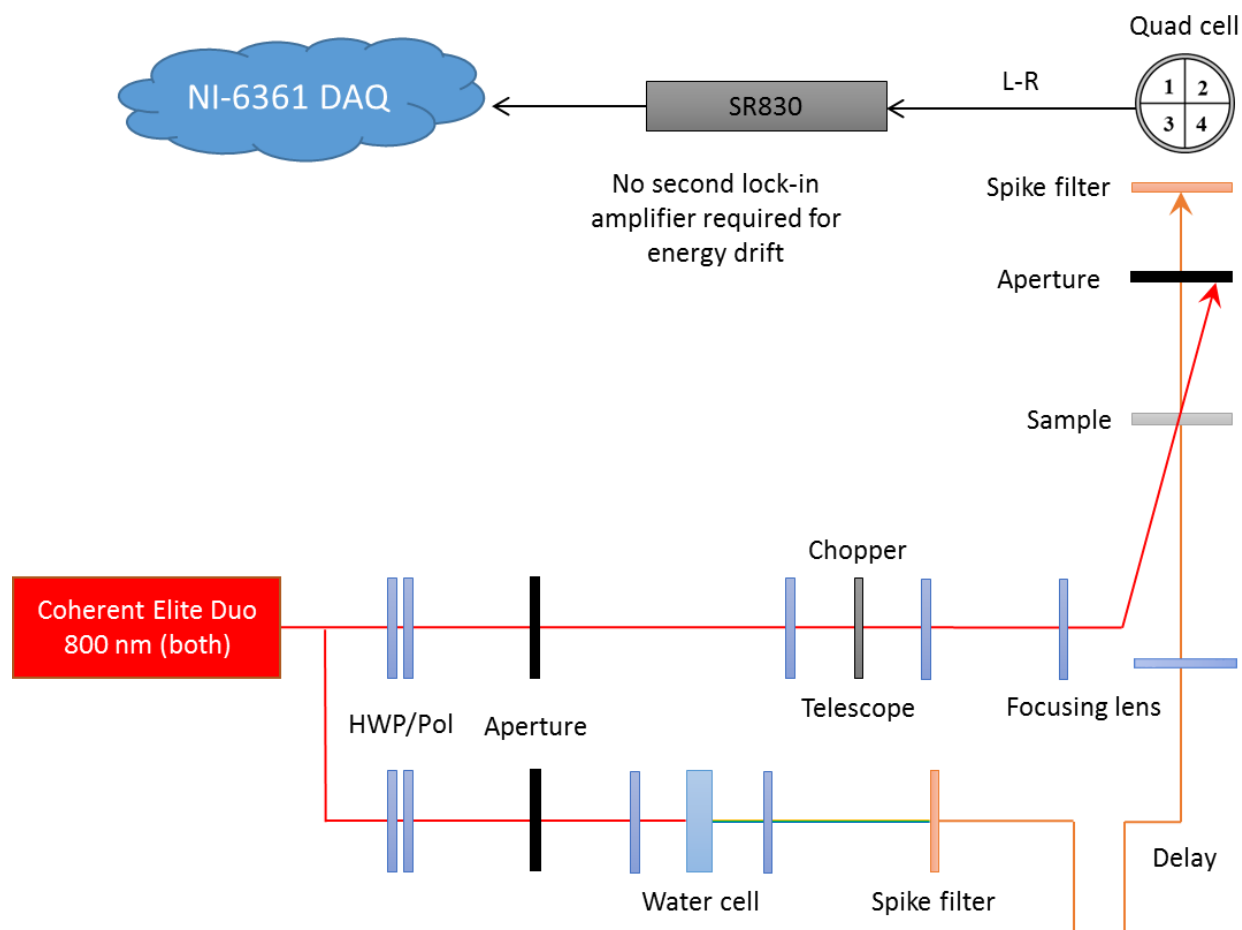 Quad cell
NI-6361 DAQ
SR830
L-R
1 2
3 4
No second lock-in
amplifier required for
energy drift
Spike filter
Aperture
Sample
Chopper
Coherent Elite Duo
800 nm (both)
HWP/Pol
Aperture
Telescope
Focusing lens
Delay
Water cell
Spike filter